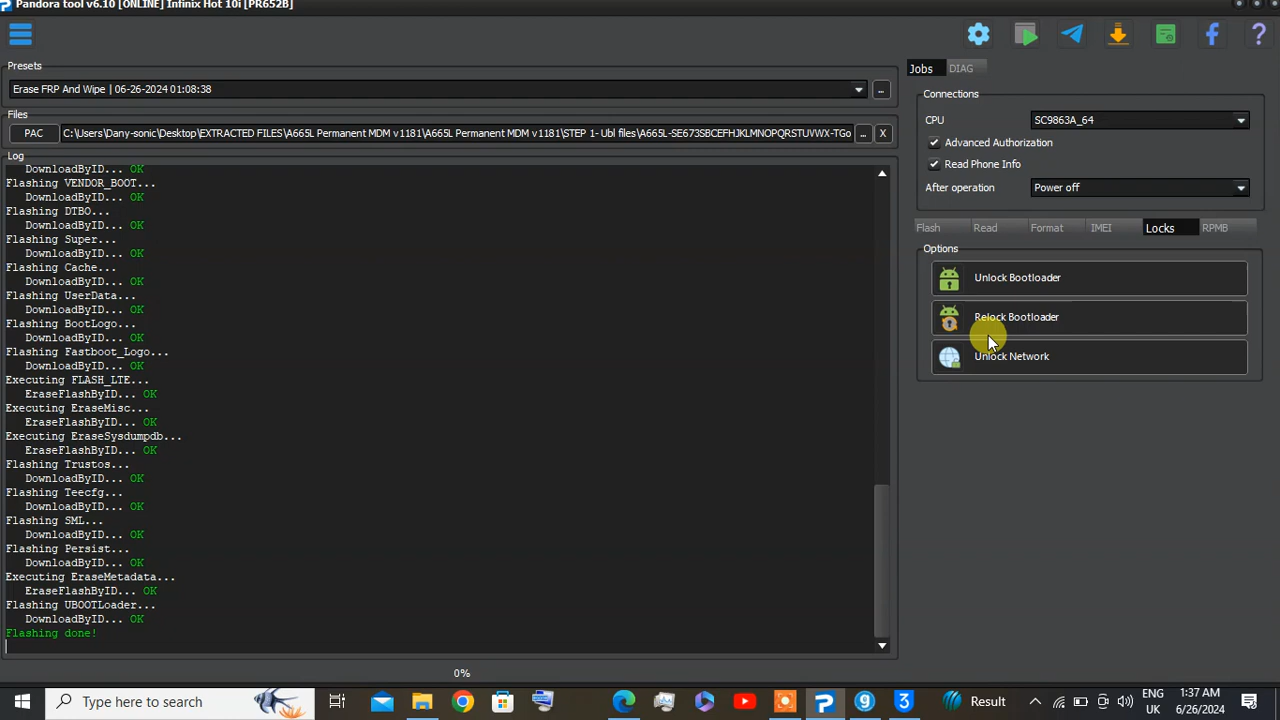 Pandora tool v6.10 [ONLINE] Infinix Hot 10i [PR652B]
Presets
Erase FRP And Wipe | 06-26-2024 01:08:38
...
Files
PAC
C:\Users\Dany-sonic\Desktop\EXTRACTED FILES\A665L Permanent MDM v1181\A665L Permanent MDM v1181\STEP 1- Ubl files\A665L-SE673SBCEFHJKLMNOPQRSTUVWX-TGo
...
X
Log
DownloadByID... OK
Flashing VENDOR_BOOT...
DownloadByID... OK
Flashing DTBO...
DownloadByID... OK
Flashing Super...
DownloadByID... OK
Flashing Cache...
DownloadByID... OK
Flashing UserData...
DownloadByID... OK
Flashing BootLogo...
DownloadByID... OK
Flashing Fastboot_Logo...
DownloadByID... OK
Executing FLASH_LTE...
EraseFlashByID... OK
Executing EraseMisc...
EraseFlashByID... OK
Executing EraseSysdumpdb...
EraseFlashByID... OK
Flashing Trustos...
DownloadByID... OK
Flashing Teecfg...
DownloadByID... OK
Flashing SML...
DownloadByID... OK
Flashing Persist...
DownloadByID... OK
Executing EraseMetadata...
EraseFlashByID... OK
Flashing UBOOTLoader...
DownloadByID... OK
Flashing done!
0%
Jobs
DIAG
Connections
CPU
SC9863A_64
Advanced Authorization
Read Phone Info
After operation
Power off
Flash
Read
Format
IMEI
Locks
RPMB
Options
Unlock Bootloader
Relock Bootloader
Unlock Network
Type here to search
Result
ENG
UK
1:37 AM
6/26/2024